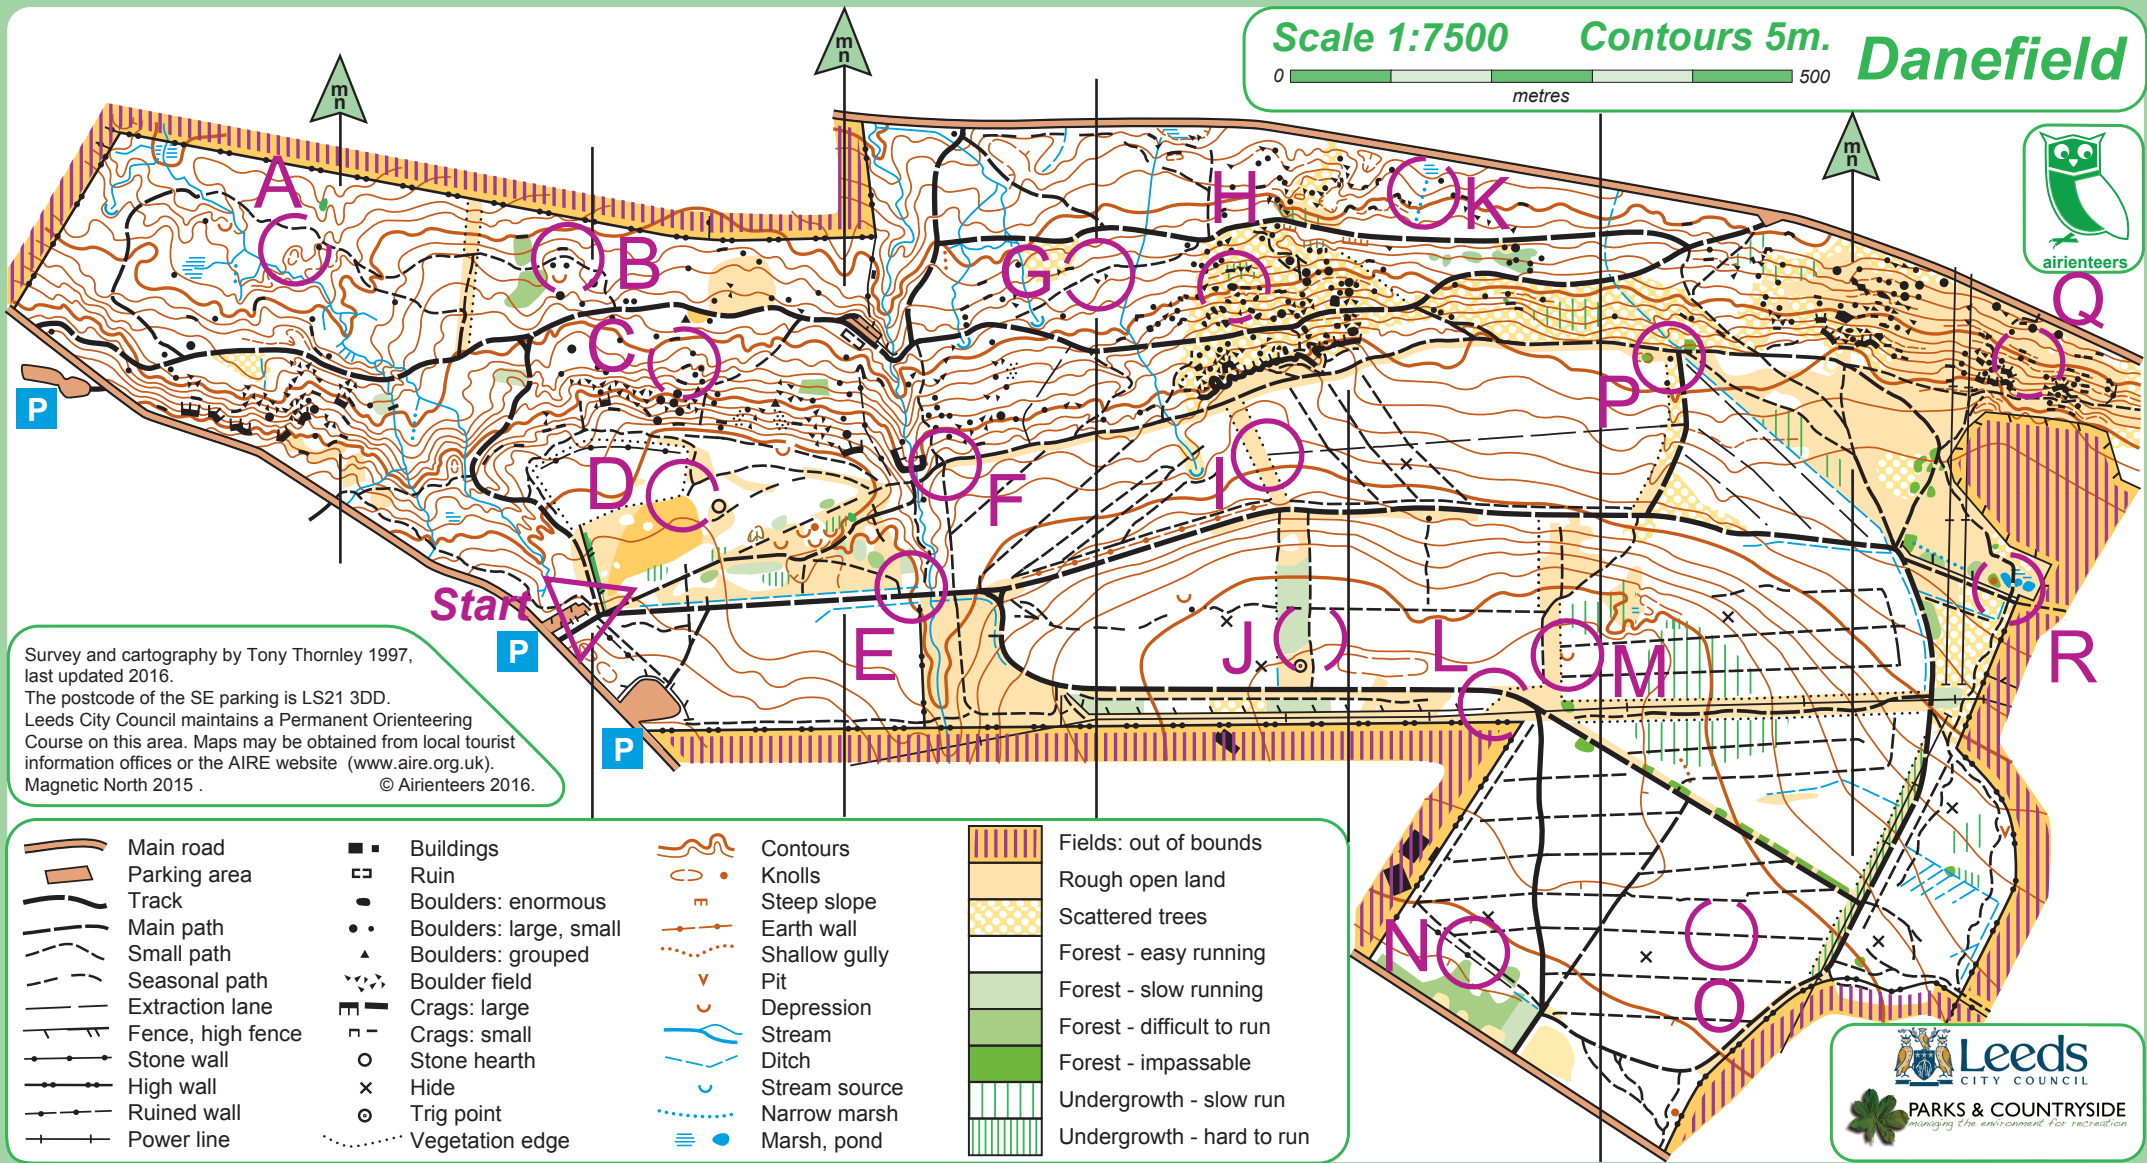 Scale 1:7500 Contours 5m. Danefield
0 500
metres
m
n
m
n
m
n
airienteers
A
B
C
D
E
F
G
H
I
J
K
L
M
N
O
P
Q
R
Start
P
P
P
Survey and cartography by Tony Thornley 1997,
last updated 2016.
The postcode of the SE parking is LS21 3DD.
Leeds City Council maintains a Permanent Orienteering
Course on this area. Maps may be obtained from local tourist
information offices or the AIRE website (www.aire.org.uk).
Magnetic North 2015 . © Airienteers 2016.
Main road
Parking area
Track
Main path
Small path
Seasonal path
Extraction lane
Fence, high fence
Stone wall
High wall
Ruined wall
Power line
Buildings
Ruin
Boulders: enormous
Boulders: large, small
Boulders: grouped
Boulder field
Crags: large
Crags: small
Stone hearth
Hide
Trig point
Vegetation edge
Contours
Knolls
Steep slope
Earth wall
Shallow gully
Pit
Depression
Stream
Ditch
Stream source
Narrow marsh
Marsh, pond
Fields: out of bounds
Rough open land
Scattered trees
Forest - easy running
Forest - slow running
Forest - difficult to run
Forest - impassable
Undergrowth - slow run
Undergrowth - hard to run
Leeds
CITY COUNCIL
PARKS & COUNTRYSIDE
managing the environment for recreation